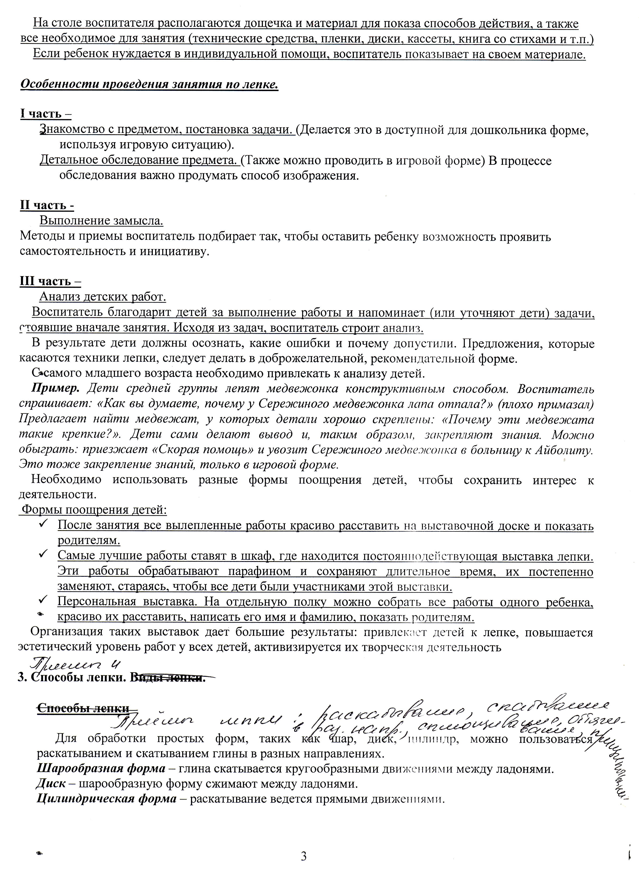 На столе воспитателя располагаются дощечка и материал для показа способов действия, а также
все необходимое для занятия (технические средства, пленки, диски, кассеты, книга со стихами и т.п.)
Если ребенок нуждается в индивидуальной помощи, воспитатель показывает на своем материале.
Особенности проведения занятия по лепке.
I часть –
Знакомство с предметом, постановка задачи. (Делается это в доступной для дошкольника форме,
используя игровую ситуацию).
Детальное обследование предмета. (Также можно проводить в игровой форме) В процессе
обследования важно продумать способ изображения.
II часть -
Выполнение замысла.
Методы и приемы воспитатель подбирает так, чтобы оставить ребенку возможность проявить
самостоятельность и инициативу.
III часть –
Анализ детских работ.
Воспитатель благодарит детей за выполнение работы и напоминает (или уточняют дети) задачи,
стоявшие вначале занятия. Исходя из задач, воспитатель строит анализ.
В результате дети должны осознать, какие ошибки и почему допустили. Предложения, которые
касаются техники лепки, следует делать в доброжелательной, рекомендательной форме.
С самого младшего возраста необходимо привлекать к анализу детей.
Пример. Дети средней группы лепят медвежонка конструктивным способом. Воспитатель
спрашивает: «Как вы думаете, почему у Сережиного медвежонка лапа отпала?» (плохо примазал)
Предлагает найти медвежат, у которых детали хорошо скреплены: «Почему эти медвежата
такие крепкие?». Дети сами делают вывод и, таким образом, закрепляют знания. Можно
обыграть: приезжает «Скорая помощь» и увозит Сережиного медвежонка в больницу к Айболиту.
Это тоже закрепление знаний, только в игровой форме.
Необходимо использовать разные формы поощрения детей, чтобы сохранить интерес к
деятельности.
Формы поощрения детей:
✓ После занятия все вылепленные работы красиво расставить на выставочной доске и показать
родителям.
✓ Самые лучшие работы ставят в шкаф, где находится постояннодействующая выставка лепки.
Эти работы обрабатывают парафином и сохраняют длительное время, их постепенно
заменяют, стараясь, чтобы все дети были участниками этой выставки.
✓ Персональная выставка. На отдельную полку можно собрать все работы одного ребенка,
красиво их расставить, написать его имя и фамилию, показать родителям.
Организация таких выставок дает большие результаты: привлекает детей к лепке, повышается
эстетический уровень работ у всех детей, активизируется их творческая деятельность
Приемы и
3. Способы лепки. Виды лепки.
Способы лепки
Приёмы лепки: раскатывание, скатывание
в раз. напр., сплющивание, оттяги-
вание, прищипывание
Для обработки простых форм, таких как шар, диск, цилиндр, можно пользоваться
раскатыванием и скатыванием глины в разных направлениях.
Шарообразная форма – глина скатывается кругообразными движениями между ладонями.
Диск – шарообразную форму сжимают между ладонями.
Цилиндрическая форма – раскатывание ведется прямыми движениями.
3